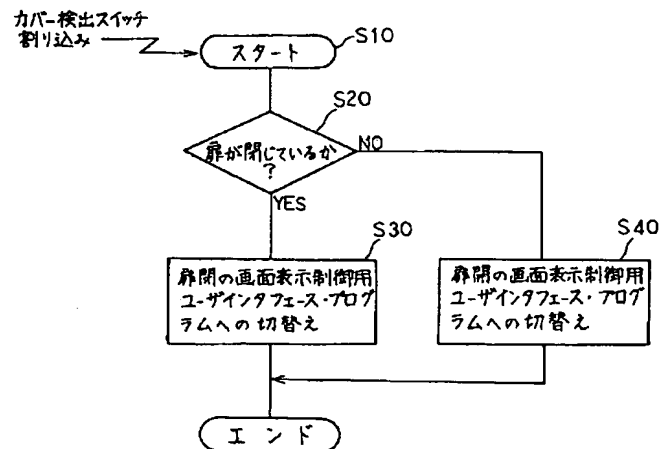 カバー検出スイッチ
割り込み
スタート
S10
S20
扉が閉じているか
?
NO
YES
S30
扉閉の画面表示制御用
ユーザインタフェース・プログ
ラムへの切替え
S40
扉開の画面表示制御用
ユーザインタフェース・プログ
ラムへの切替え
エンド